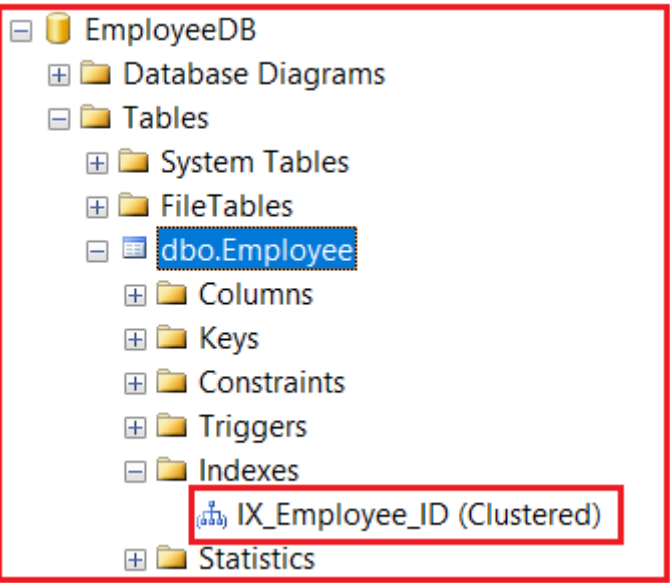 EmployeeDB
Database Diagrams
Tables
System Tables
FileTables
dbo.Employee
Columns
Keys
Constraints
Triggers
Indexes
IX_Employee_ID (Clustered)
Statistics